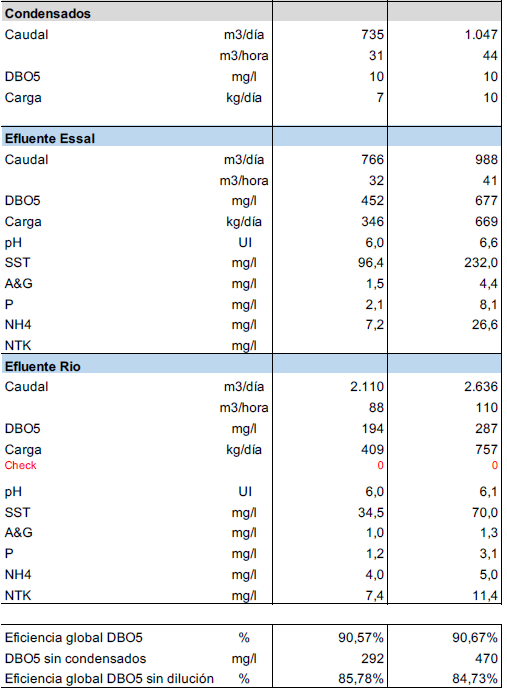 Condensados
Caudal m3/día 735 1.047
m3/hora 31 44
DBO5 mg/l 10 10
Carga kg/día 7 10
Efluente Essal
Caudal m3/día 766 988
m3/hora 32 41
DBO5 mg/l 452 677
Carga kg/día 346 669
pH UI 6,0 6,6
SST mg/l 96,4 232,0
A&G mg/l 1,5 4,4
P mg/l 2,1 8,1
NH4 mg/l 7,2 26,6
NTK mg/l
Efluente Rio
Caudal m3/día 2.110 2.636
m3/hora 88 110
DBO5 mg/l 194 287
Carga kg/día 409 757
Check 0 0
pH UI 6,0 6,1
SST mg/l 34,5 70,0
A&G mg/l 1,0 1,3
P mg/l 1,2 3,1
NH4 mg/l 4,0 5,0
NTK mg/l 7,4 11,4
Eficiencia global DBO5 % 90,57% 90,67%
DBO5 sin condensados mg/l 292 470
Eficiencia global DBO5 sin dilución % 85,78% 84,73%